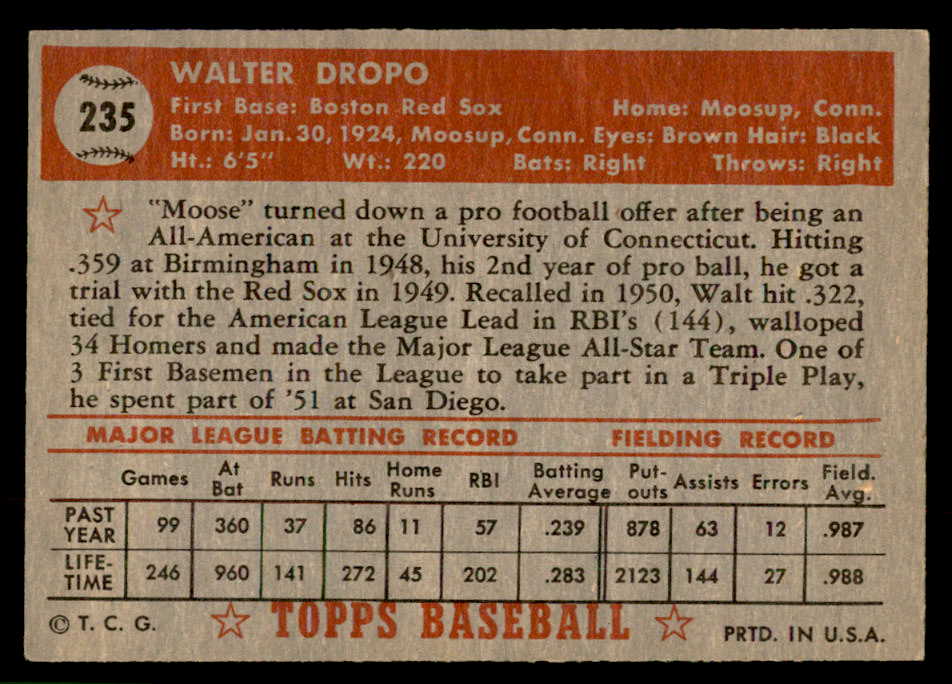 235
WALTER DROPO
First Base: Boston Red Sox Home: Moosup, Conn.
Born: Jan. 30, 1924, Moosup, Conn. Eyes: Brown Hair: Black
Ht.: 6'5" Wt.: 220 Bats: Right Throws: Right
"Moose" turned down a pro football offer after being an
All-American at the University of Connecticut. Hitting
.359 at Birmingham in 1948, his 2nd year of pro ball, he got a
trial with the Red Sox in 1949. Recalled in 1950, Walt hit .322,
tied for the American League Lead in RBI's (144), walloped
34 Homers and made the Major League All-Star Team. One of
3 First Basemen in the League to take part in a Triple Play,
he spent part of '51 at San Diego.
MAJOR LEAGUE BATTING RECORD FIELDING RECORD
Games At Bat Runs Hits Home Runs RBI Batting Average Put-outs Assists Errors Field. Avg.
PAST YEAR 99 360 37 86 11 57 .239 878 63 12 .987
LIFE-TIME 246 960 141 272 45 202 .283 2123 144 27 .988
© T. C. G. TOPPS BASEBALL PRTD. IN U.S.A.